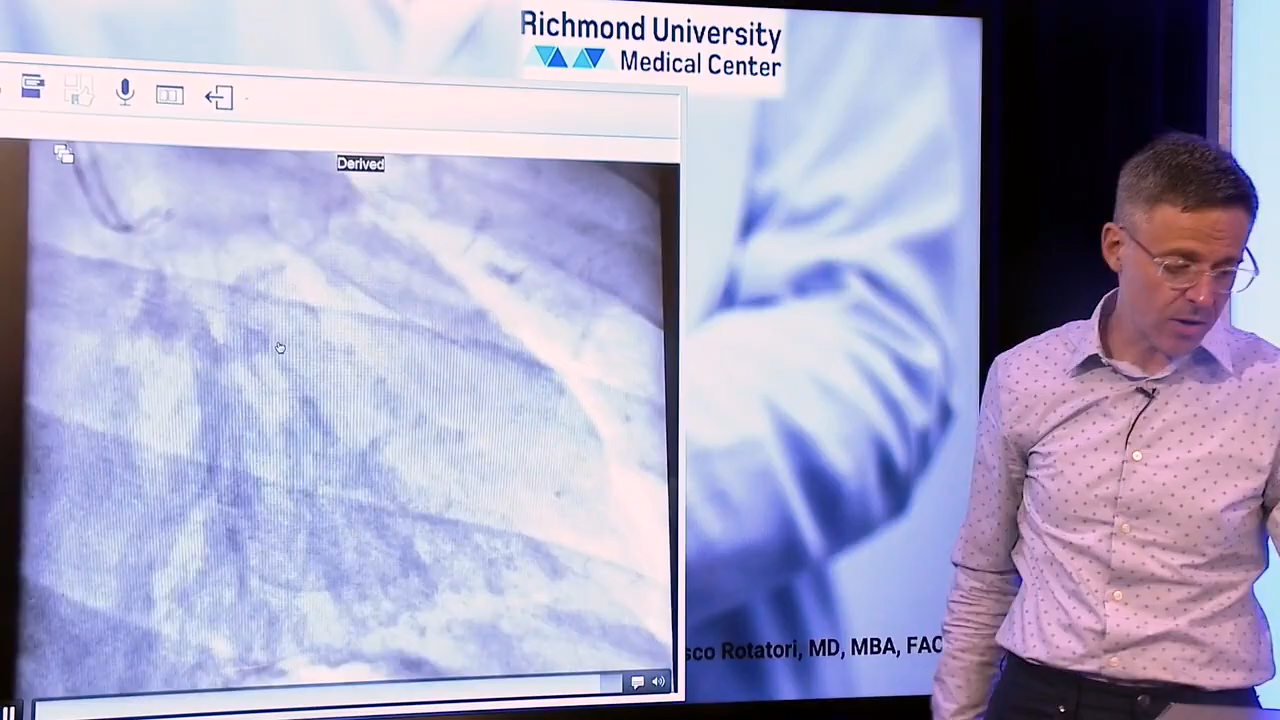 Richmond University
Medical Center
Derived
sco Rotatori, MD, MBA, FAC